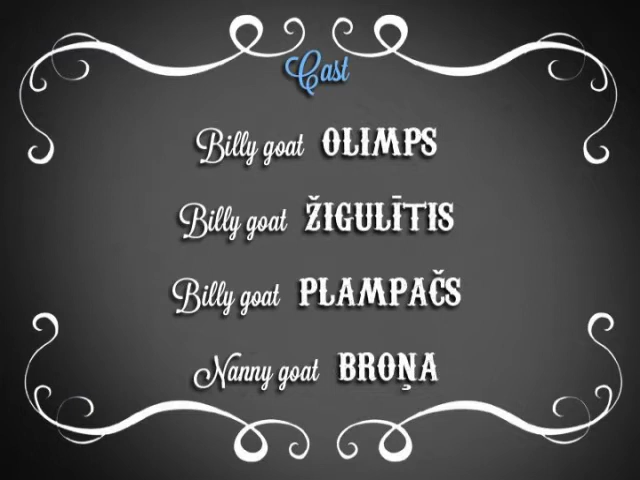 Cast
Billy goat OLIMPS
Billy goat ŽIGULĪTIS
Billy goat PLAMPAČS
Nanny goat BROŅA